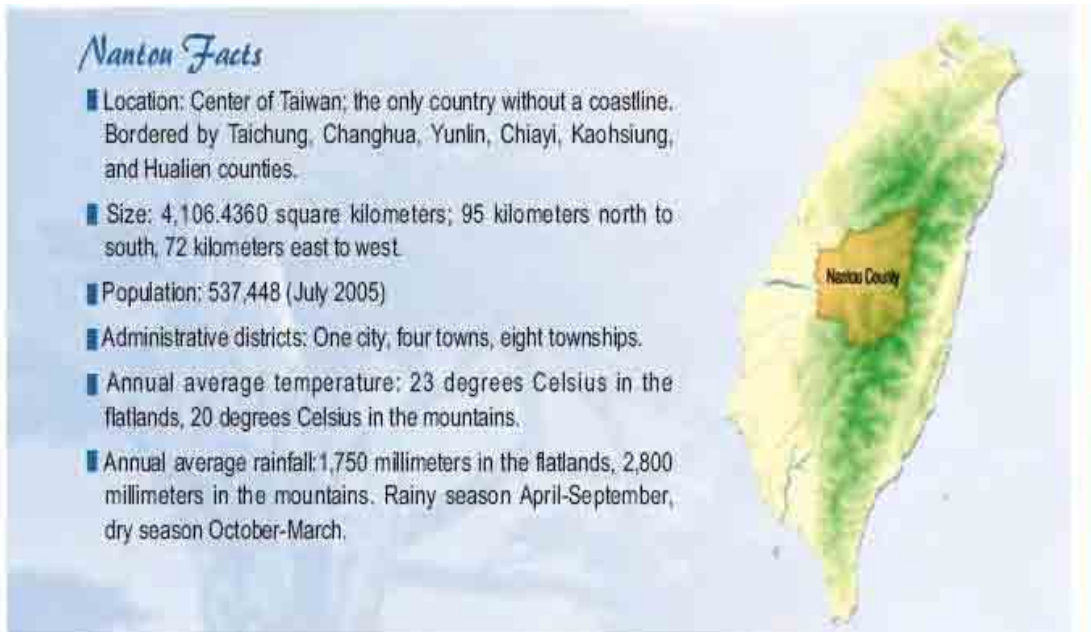 Nantou Facts
Location: Center of Taiwan; the only country without a coastline.
Bordered by Taichung, Changhua, Yunlin, Chiayi, Kaohsiung,
and Hualien counties.
Size: 4,106.4360 square kilometers; 95 kilometers north to
south, 72 kilometers east to west.
Population: 537,448 (July 2005)
Administrative districts: One city, four towns, eight townships.
Annual average temperature: 23 degrees Celsius in the
flatlands, 20 degrees Celsius in the mountains.
Annual average rainfall:1,750 millimeters in the flatlands, 2,800
millimeters in the mountains. Rainy season April-September,
dry season October-March.
Nantou County